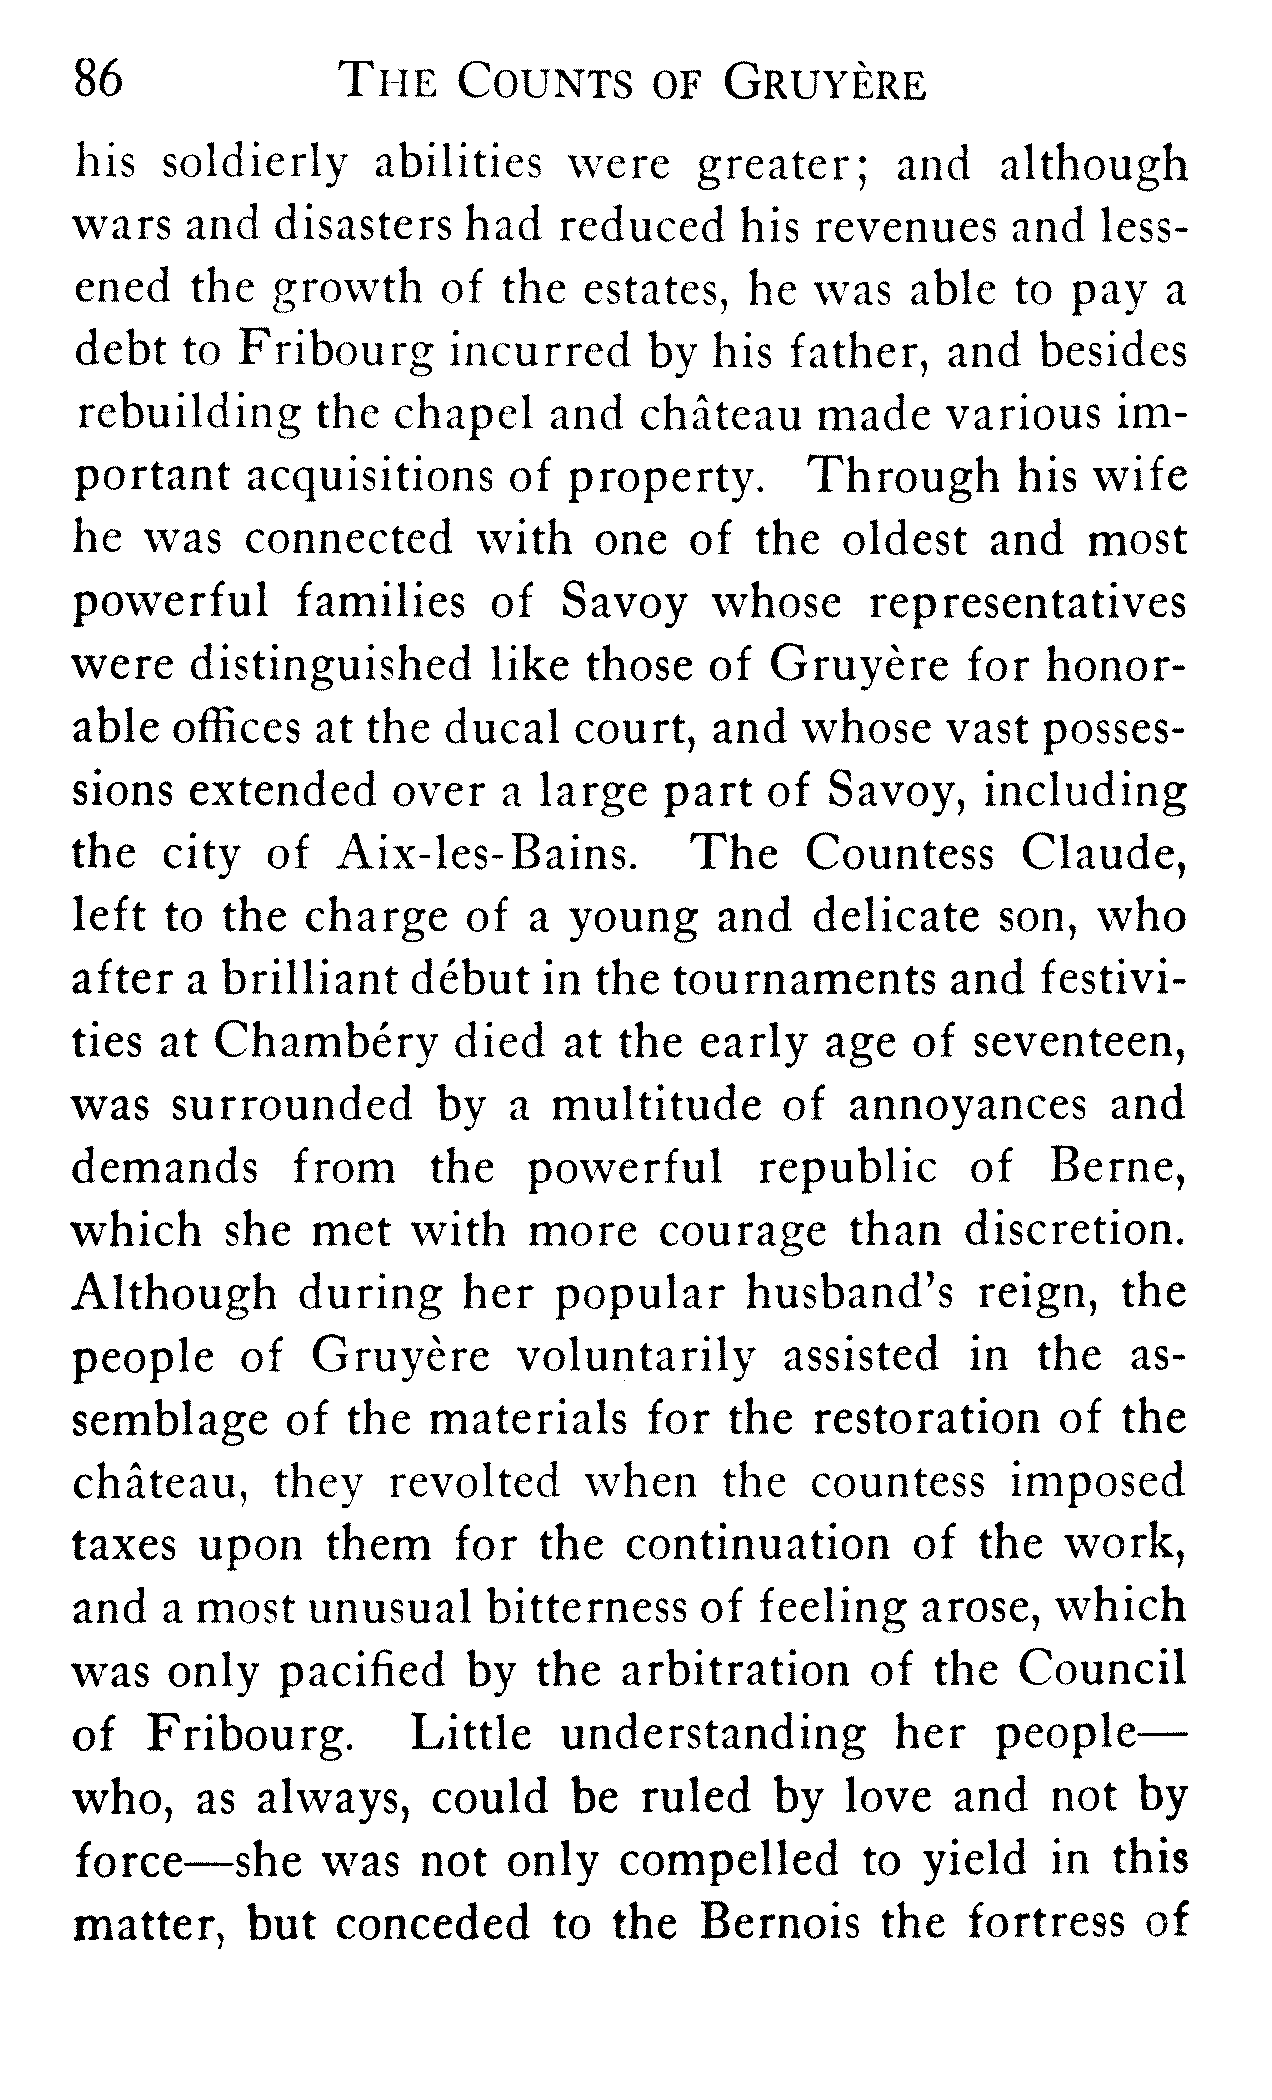 86 THE COUNTS OF GRUYÈRE
his soldierly abilities were greater; and although
wars and disasters had reduced his revenues and less-
ened the growth of the estates, he was able to pay a
debt to Fribourg incurred by his father, and besides
rebuilding the chapel and château made various im-
portant acquisitions of property. Through his wife
he was connected with one of the oldest and most
powerful families of Savoy whose representatives
were distinguished like those of Gruyère for honor-
able offices at the ducal court, and whose vast posses-
sions extended over a large part of Savoy, including
the city of Aix-les-Bains. The Countess Claude,
left to the charge of a young and delicate son, who
after a brilliant début in the tournaments and festivi-
ties at Chambéry died at the early age of seventeen,
was surrounded by a multitude of annoyances and
demands from the powerful republic of Berne,
which she met with more courage than discretion.
Although during her popular husband's reign, the
people of Gruyère voluntarily assisted in the as-
semblage of the materials for the restoration of the
château, they revolted when the countess imposed
taxes upon them for the continuation of the work,
and a most unusual bitterness of feeling arose, which
was only pacified by the arbitration of the Council
of Fribourg. Little understanding her people—
who, as always, could be ruled by love and not by
force—she was not only compelled to yield in this
matter, but conceded to the Bernois the fortress of